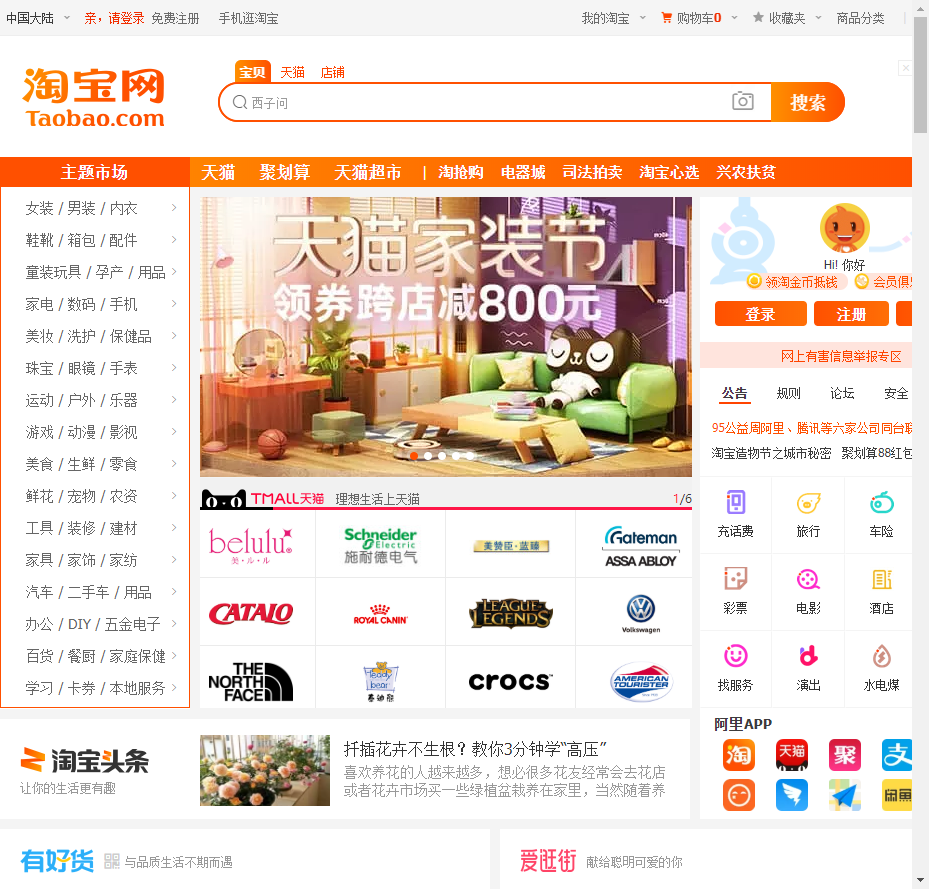 中国大陆 亲，请登录 免费注册 手机逛淘宝 我的淘宝 购物车0 收藏夹 商品分类
宝贝 天猫 店铺
淘宝网
Taobao.com
西子问 搜索
主题市场 天猫 聚划算 天猫超市 | 淘抢购 电器城 司法拍卖 淘宝心选 兴农扶贫
女装 / 男装 / 内衣
鞋靴 / 箱包 / 配件
童装玩具 / 孕产 / 用品
家电 / 数码 / 手机
美妆 / 洗护 / 保健品
珠宝 / 眼镜 / 手表
运动 / 户外 / 乐器
游戏 / 动漫 / 影视
美食 / 生鲜 / 零食
鲜花 / 宠物 / 农资
工具 / 装修 / 建材
家具 / 家饰 / 家纺
汽车 / 二手车 / 用品
办公 / DIY / 五金电子
百货 / 餐厨 / 家庭保健
学习 / 卡券 / 本地服务
天猫家装节
领券跨店减800元
Hi! 你好
领淘金币抵钱 会员俱
登录 注册
网上有害信息举报专区
公告 规则 论坛 安全
95公益周阿里、腾讯等六家公司同台联
淘宝造物节之城市秘密 聚划算88红包
TMALL天猫 理想生活上天猫 1/6
belulu
美·ル·ル
Schneider Electric
施耐德电气
美赞臣·蓝臻
Gateman
ASSA ABLOY
CATALO
ROYAL CANIN
LEAGUE of LEGENDS
Volkswagen
THE NORTH FACE
Teddy bear
泰迪熊
crocs
AMERICAN TOURISTER
充话费 旅行 车险
彩票 电影 酒店
找服务 演出 水电煤
阿里APP
淘 天猫 聚 支
闲鱼
淘宝头条
让你的生活更有趣
扦插花卉不生根？教你3分钟学“高压”
喜欢养花的人越来越多，想必很多花友经常会去花店
或者花卉市场买一些绿植盆栽养在家里，当然随着养
有好货 与品质生活不期而遇
爱逛街 献给聪明可爱的你